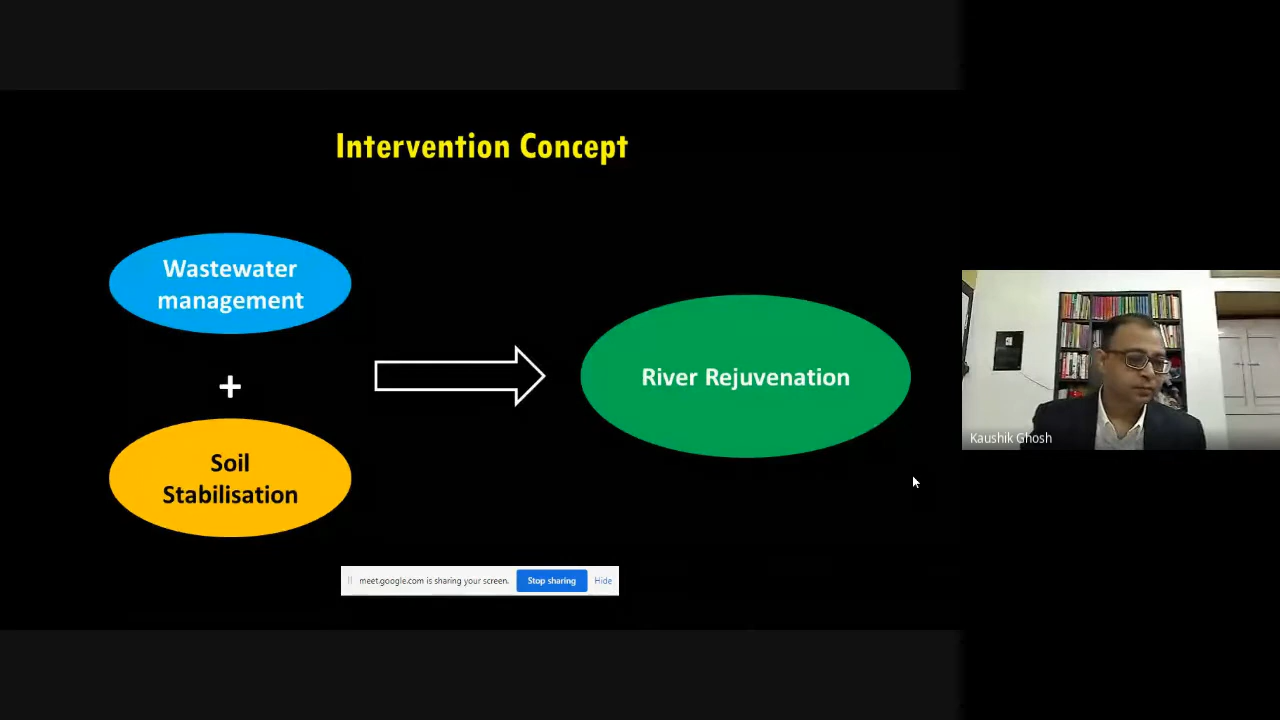 Intervention Concept
Wastewater
management
+
Soil
Stabilisation
River Rejuvenation
Kaushik Ghosh
meet.google.com is sharing your screen.
Stop sharing
Hide